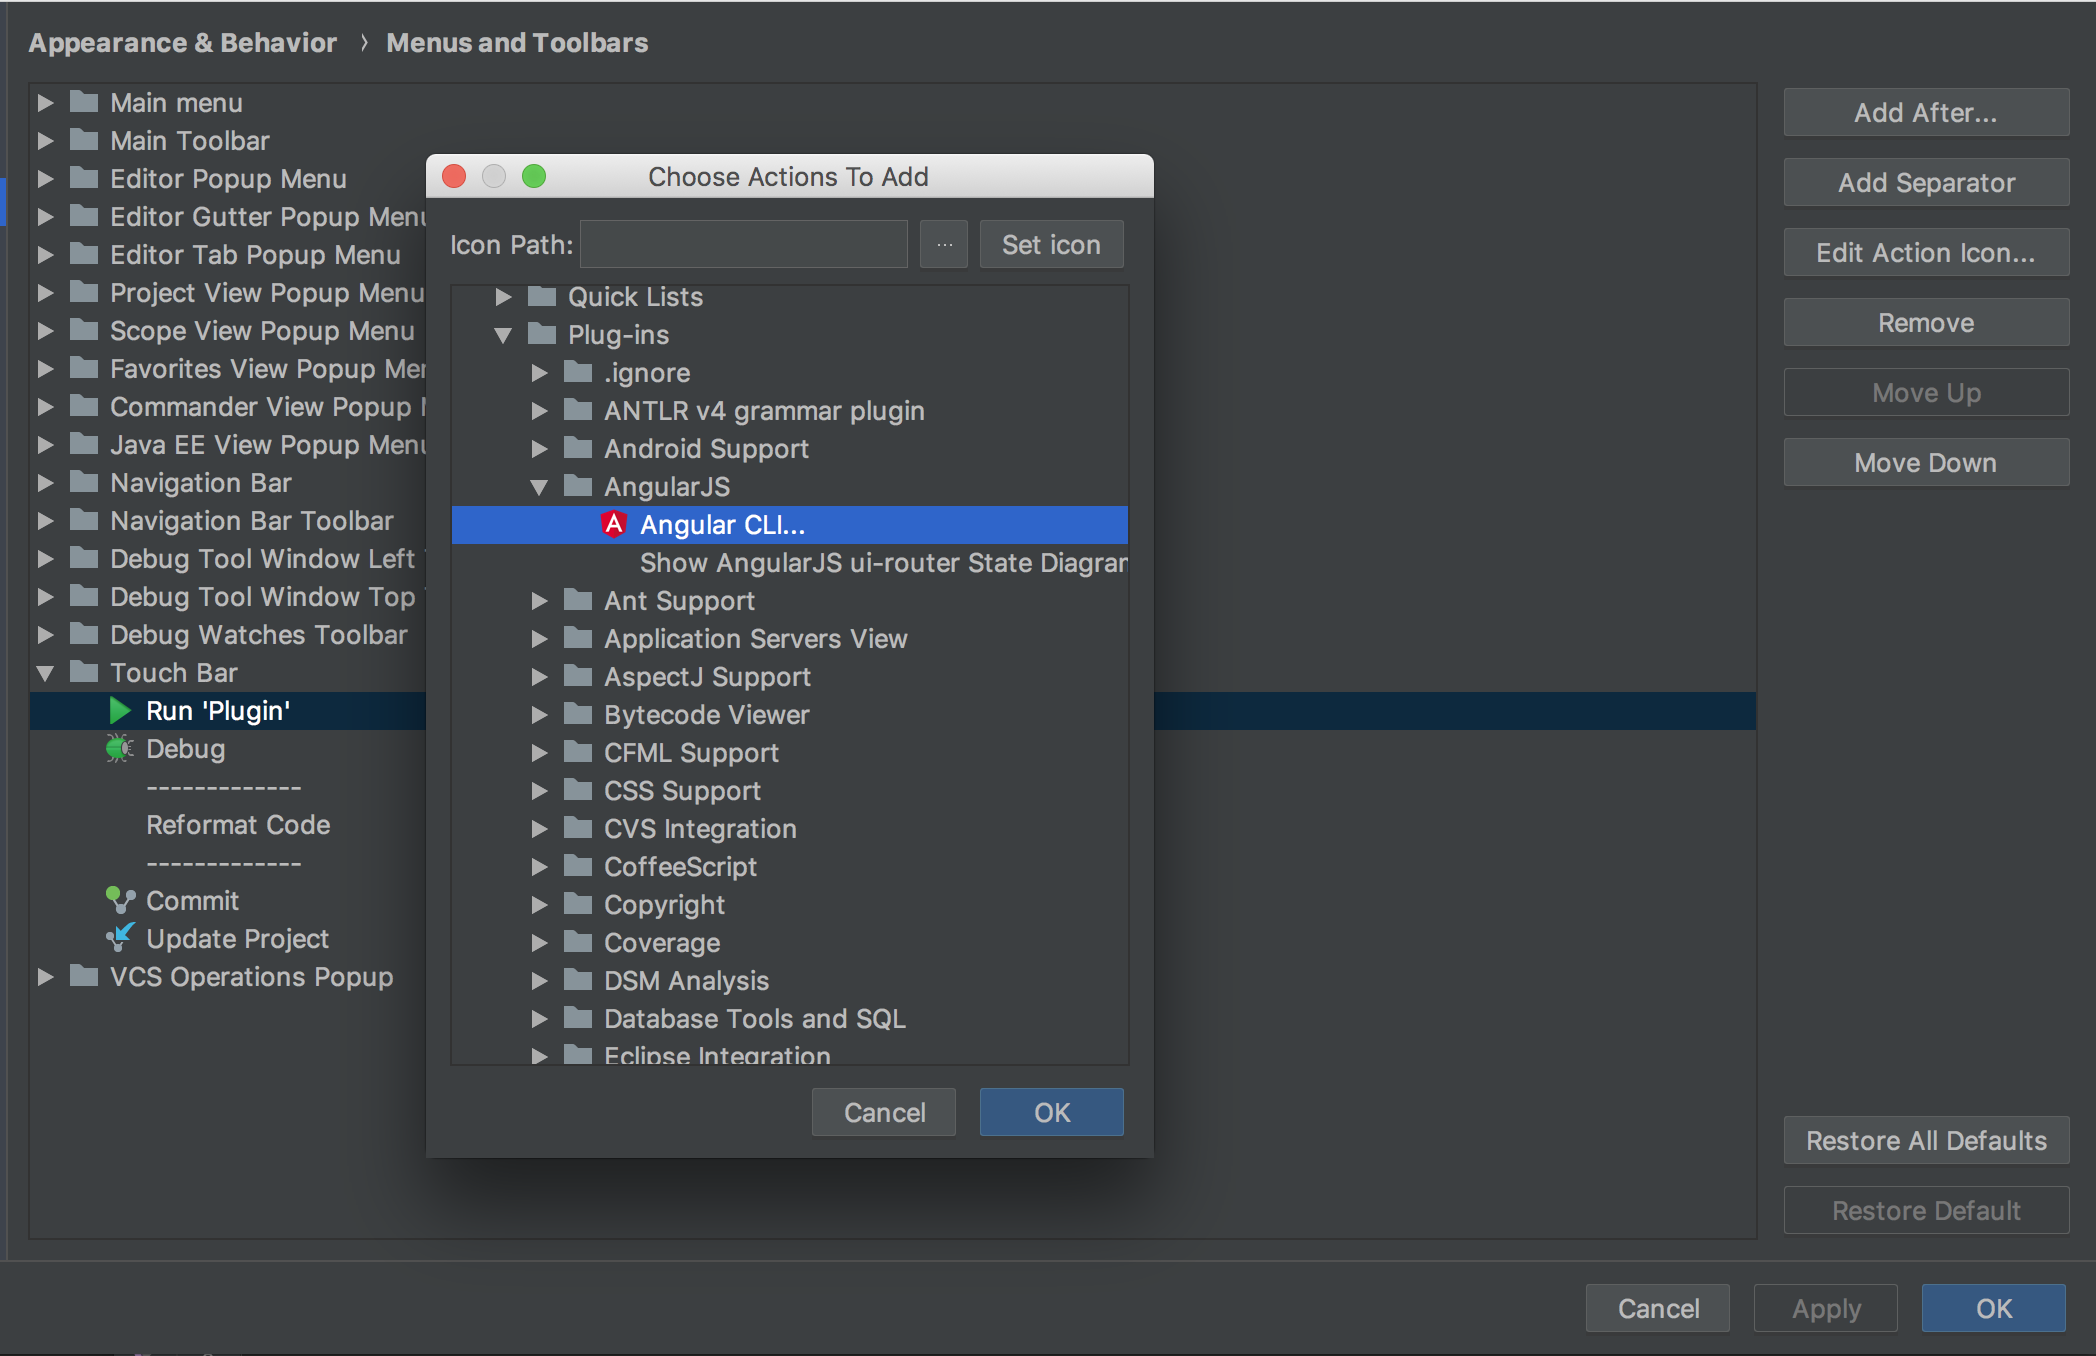 Appearance & Behavior › Menus and Toolbars
Main menu
Main Toolbar
Editor Popup Menu
Editor Gutter Popup Menu
Editor Tab Popup Menu
Project View Popup Menu
Scope View Popup Menu
Favorites View Popup
Commander View Popup
Java EE View Popup Menu
Navigation Bar
Navigation Bar Toolbar
Debug Tool Window Left
Debug Tool Window Top
Debug Watches Toolbar
Touch Bar
Run 'Plugin'
Debug
-------------
Reformat Code
-------------
Commit
Update Project
VCS Operations Popup
Choose Actions To Add
Icon Path:
...
Set icon
Quick Lists
Plug-ins
.ignore
ANTLR v4 grammar plugin
Android Support
AngularJS
Angular CLI...
Show AngularJS ui-router State
Ant Support
Application Servers View
AspectJ Support
Bytecode Viewer
CFML Support
CSS Support
CVS Integration
CoffeeScript
Copyright
Coverage
DSM Analysis
Database Tools and SQL
Eclipse Integration
Cancel
OK
Add After...
Add Separator
Edit Action Icon...
Remove
Move Up
Move Down
Restore All Defaults
Restore Default
Cancel
Apply
OK